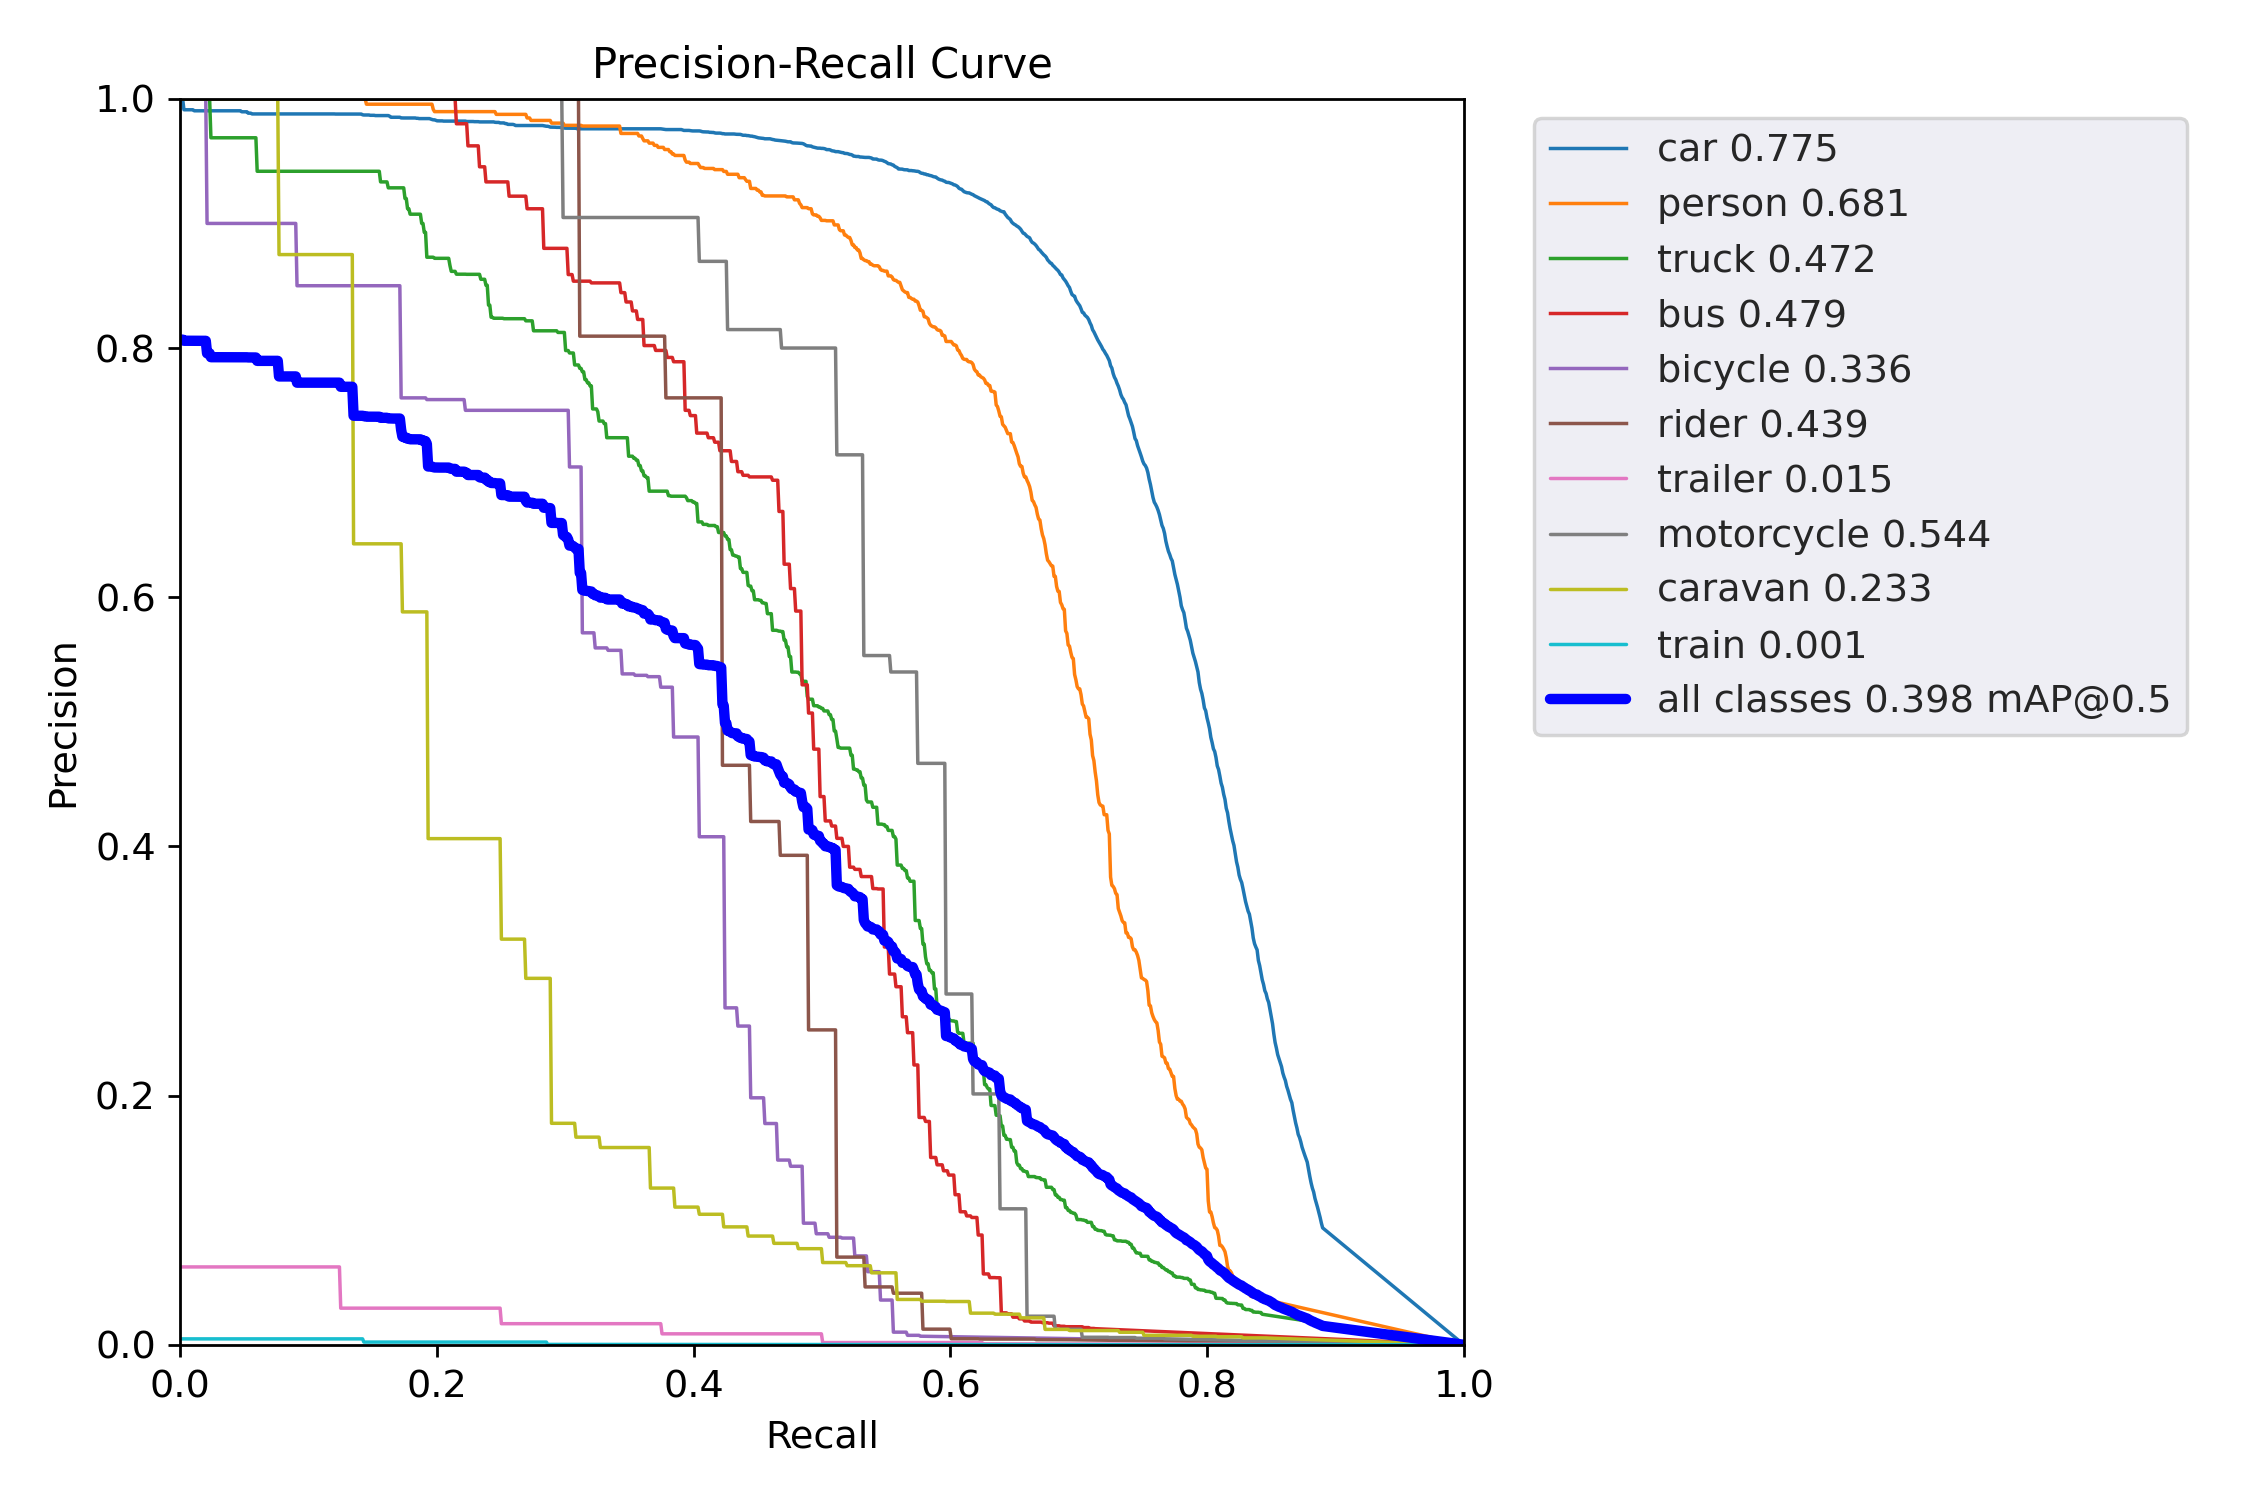 Precision-Recall Curve
1.0
0.8
0.6
0.4
0.2
0.0
Precision
0.0 0.2 0.4 0.6 0.8 1.0
Recall
car 0.775
person 0.681
truck 0.472
bus 0.479
bicycle 0.336
rider 0.439
trailer 0.015
motorcycle 0.544
caravan 0.233
train 0.001
all classes 0.398 mAP@0.5